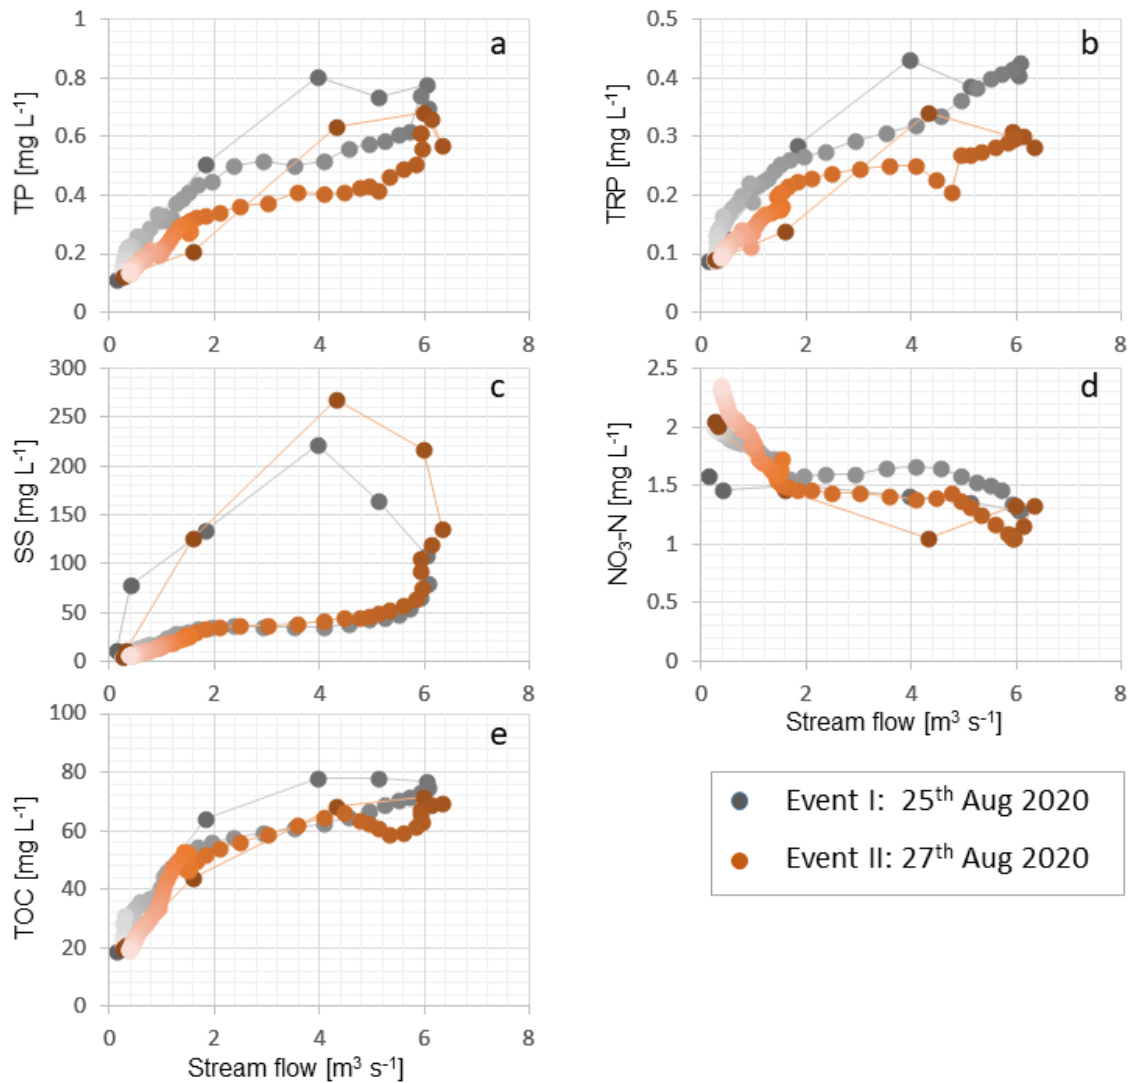 a
TP [mg L-1]
1
0.8
0.6
0.4
0.2
0
0 2 4 6 8
b
TRP [mg L-1]
0.5
0.4
0.3
0.2
0.1
0
0 2 4 6 8
c
SS [mg L-1]
300
250
200
150
100
50
0
0 2 4 6 8
d
NO3-N [mg L-1]
2.5
2
1.5
1
0.5
0
0 2 4 6 8
Stream flow [m3 s-1]
e
TOC [mg L-1]
100
80
60
40
20
0
0 2 4 6 8
Stream flow [m3 s-1]
Event I: 25th Aug 2020
Event II: 27th Aug 2020